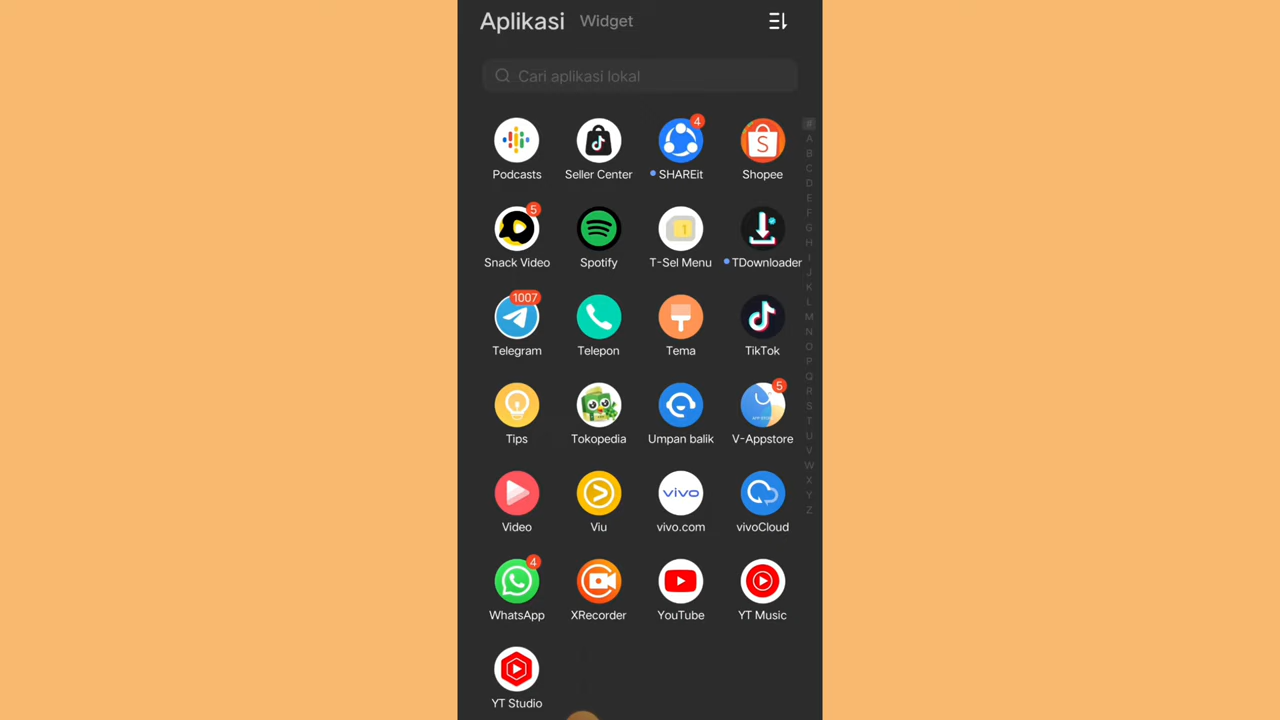 Aplikasi Widget
Cari aplikasi lokal
4
Podcasts Seller Center SHAREit Shopee
5
Snack Video Spotify T-Sel Menu TDownloader
1007
Telegram Telepon Tema TikTok
5
Tips Tokopedia Umpan balik V-Appstore
vivo
Video Viu vivo.com vivoCloud
4
WhatsApp XRecorder YouTube YT Music
YT Studio
#
A
B
C
D
E
F
G
H
I
J
K
L
M
N
O
P
Q
R
S
T
U
V
W
X
Y
Z